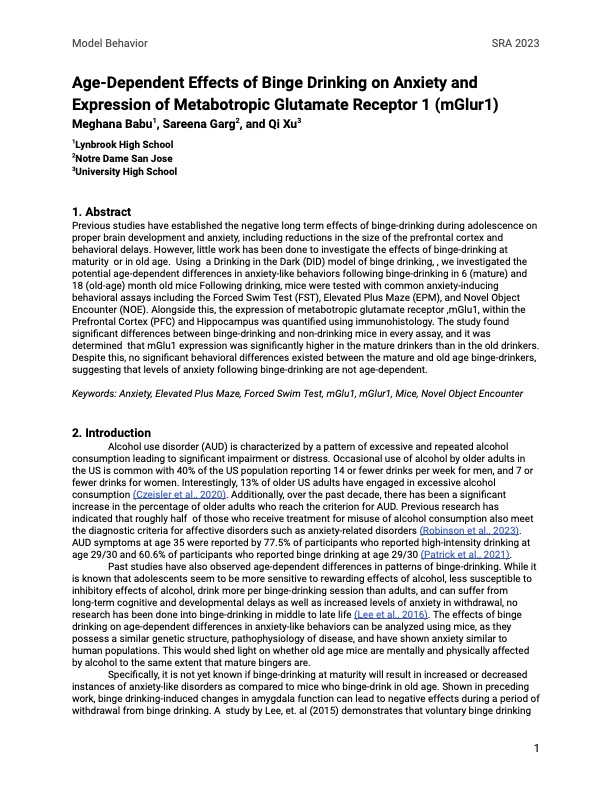 Model Behavior
SRA 2023
Age-Dependent Effects of Binge Drinking on Anxiety and
Expression of Metabotropic Glutamate Receptor 1 (mGlur1)
Meghana Babu1, Sareena Garg2, and Qi Xu3
1Lynbrook High School
2Notre Dame San Jose
3University High School
1. Abstract
Previous studies have established the negative long term effects of binge-drinking during adolescence on
proper brain development and anxiety, including reductions in the size of the prefrontal cortex and
behavioral delays. However, little work has been done to investigate the effects of binge-drinking at
maturity  or in old age.  Using  a Drinking in the Dark (DID) model of binge drinking, , we investigated the
potential age-dependent differences in anxiety-like behaviors following binge-drinking in 6 (mature) and
18 (old-age) month old mice Following drinking, mice were tested with common anxiety-inducing
behavioral assays including the Forced Swim Test (FST), Elevated Plus Maze (EPM), and Novel Object
Encounter (NOE). Alongside this, the expression of metabotropic glutamate receptor ,mGlu1, within the
Prefrontal Cortex (PFC) and Hippocampus was quantified using immunohistology. The study found
significant differences between binge-drinking and non-drinking mice in every assay, and it was
determined  that mGlu1 expression was significantly higher in the mature drinkers than in the old drinkers.
Despite this, no significant behavioral differences existed between the mature and old age binge-drinkers,
suggesting that levels of anxiety following binge-drinking are not age-dependent.
Keywords: Anxiety, Elevated Plus Maze, Forced Swim Test, mGlu1, mGlur1, Mice, Novel Object Encounter
2. Introduction
Alcohol use disorder (AUD) is characterized by a pattern of excessive and repeated alcohol
consumption leading to significant impairment or distress. Occasional use of alcohol by older adults in
the US is common with 40% of the US population reporting 14 or fewer drinks per week for men, and 7 or
fewer drinks for women. Interestingly, 13% of older US adults have engaged in excessive alcohol
consumption (Czeisler et al., 2020). Additionally, over the past decade, there has been a significant
increase in the percentage of older adults who reach the criterion for AUD. Previous research has
indicated that roughly half  of those who receive treatment for misuse of alcohol consumption also meet
the diagnostic criteria for affective disorders such as anxiety-related disorders (Robinson et al., 2023).
AUD symptoms at age 35 were reported by 77.5% of participants who reported high-intensity drinking at
age 29/30 and 60.6% of participants who reported binge drinking at age 29/30 (Patrick et al., 2021).
Past studies have also observed age-dependent differences in patterns of binge-drinking. While it
is known that adolescents seem to be more sensitive to rewarding effects of alcohol, less susceptible to
inhibitory effects of alcohol, drink more per binge-drinking session than adults, and can suffer from
long-term cognitive and developmental delays as well as increased levels of anxiety in withdrawal, no
research has been done into binge-drinking in middle to late life (Lee et al., 2016). The effects of binge
drinking on age-dependent differences in anxiety-like behaviors can be analyzed using mice, as they
possess a similar genetic structure, pathophysiology of disease, and have shown anxiety similar to
human populations. This would shed light on whether old age mice are mentally and physically affected
by alcohol to the same extent that mature bingers are.
Specifically, it is not yet known if binge-drinking at maturity will result in increased or decreased
instances of anxiety-like disorders as compared to mice who binge-drink in old age. Shown in preceding
work, binge drinking-induced changes in amygdala function can lead to negative effects during a period of
withdrawal from binge drinking. A  study by Lee, et. al (2015) demonstrates that voluntary binge drinking
1